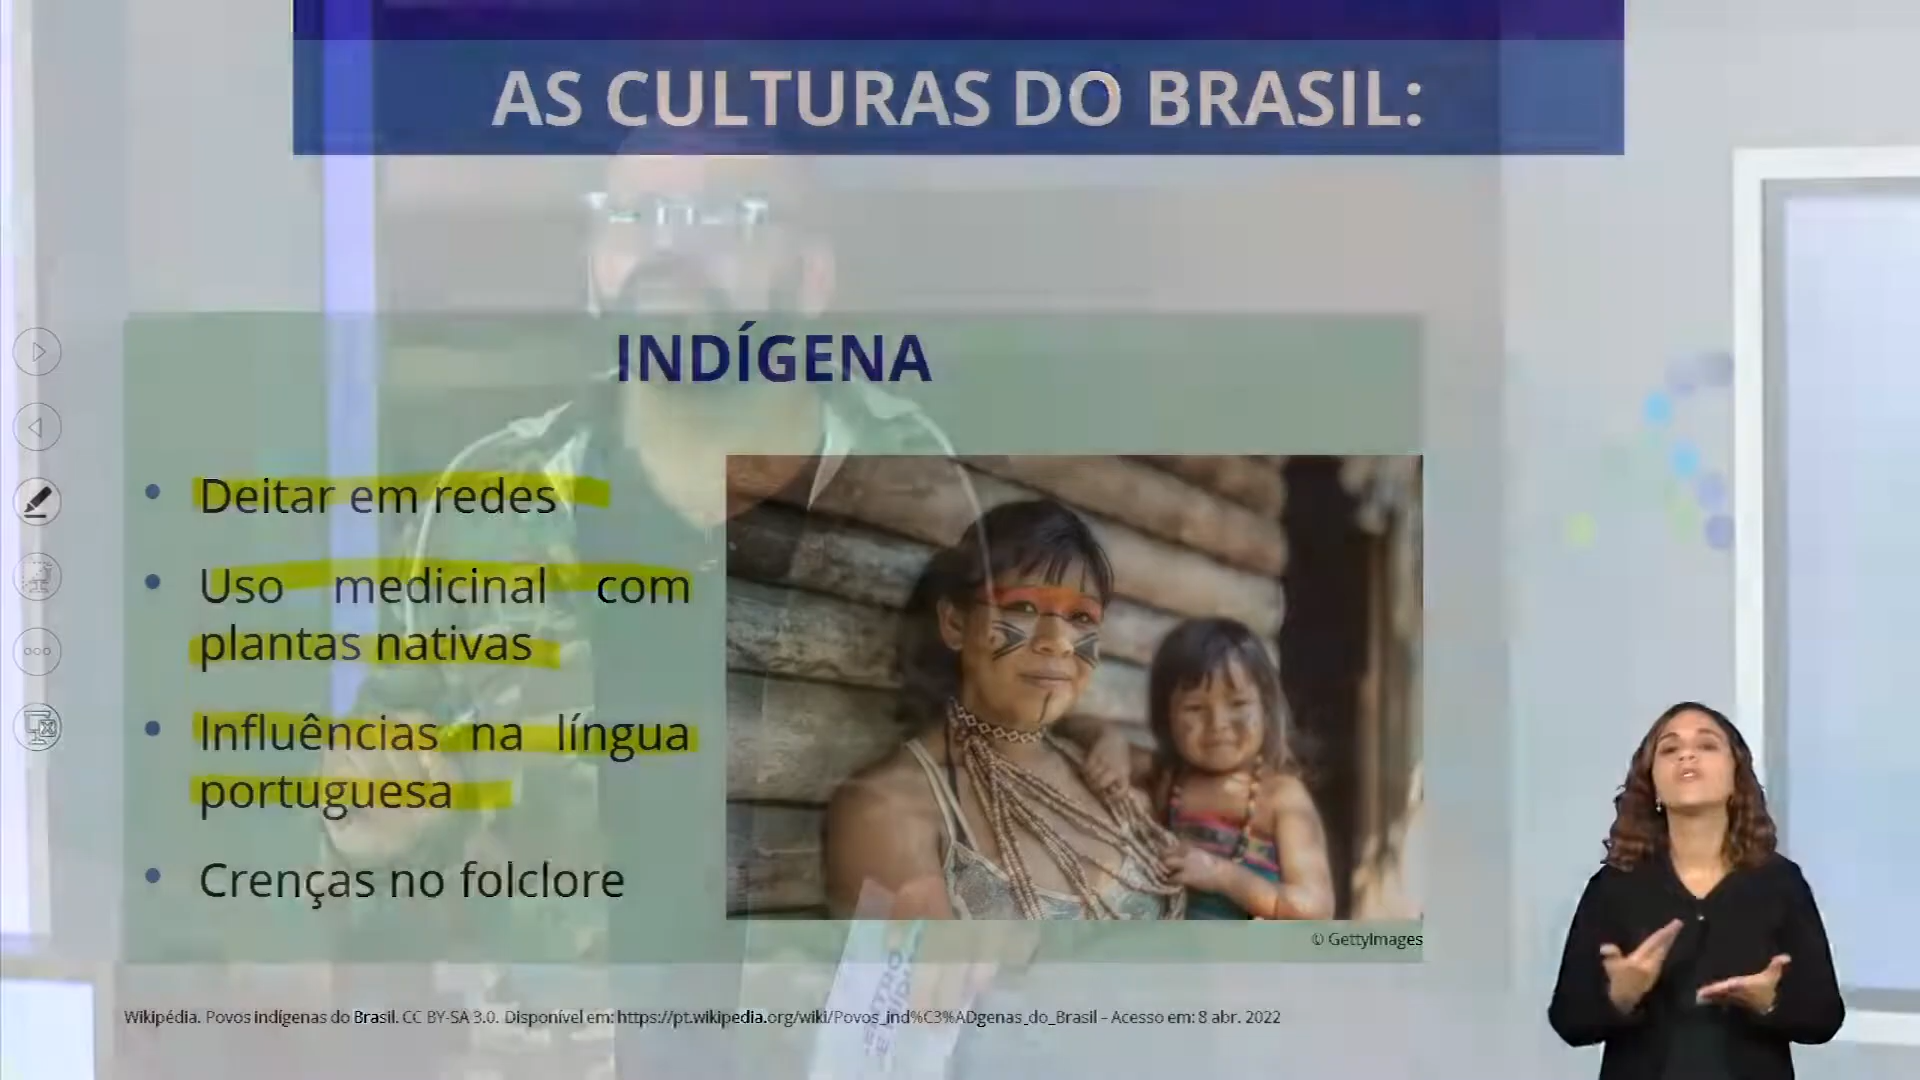 AS CULTURAS DO BRASIL:
INDÍGENA
• Deitar em redes
• Uso medicinal com
plantas nativas
• Influências na língua
portuguesa
• Crenças no folclore
© GettyImages
Wikipédia. Povos indígenas do Brasil. CC BY-SA 3.0. Disponível em: https://pt.wikipedia.org/wiki/Povos_ind%C3%ADgenas_do_Brasil – Acesso em: 8 abr. 2022